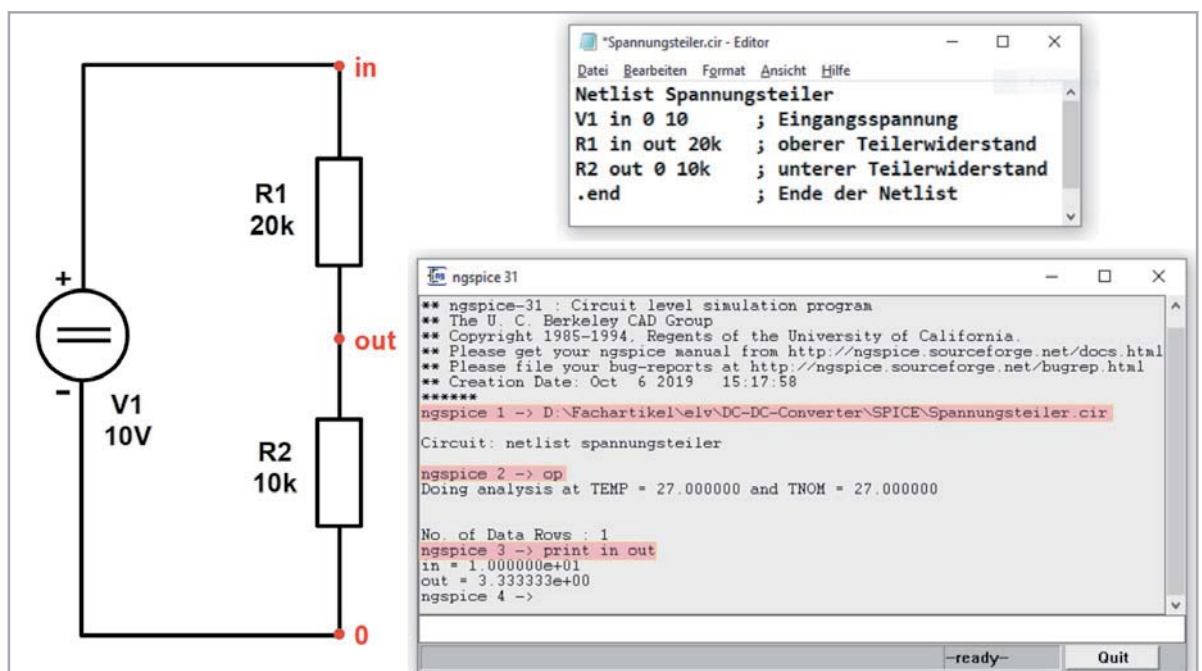 in
R1
20k
+
out
-
V1
10V
R2
10k
0
*Spannungsteiler.cir - Editor
Datei Bearbeiten Format Ansicht Hilfe
Netlist Spannungsteiler
V1 in 0 10 ; Eingangsspannung
R1 in out 20k ; oberer Teilerwiderstand
R2 out 0 10k ; unterer Teilerwiderstand
.end ; Ende der Netlist
ngspice 31
** ngspice-31 : Circuit level simulation program
** The U. C. Berkeley CAD Group
** Copyright 1985-1994, Regents of the University of California.
** Please get your ngspice manual from http://ngspice.sourceforge.net/docs.html
** Please file your bug-reports at http://ngspice.sourceforge.net/bugrep.html
** Creation Date: Oct 6 2019 15:17:58
******
ngspice 1 -> D:\Fachartikel\elv\DC-DC-Converter\SPICE\Spannungsteiler.cir
Circuit: netlist spannungsteiler
ngspice 2 -> op
Doing analysis at TEMP = 27.000000 and TNOM = 27.000000
No. of Data Rows : 1
ngspice 3 -> print in out
in = 1.000000e+01
out = 3.333333e+00
ngspice 4 ->
--ready--
Quit